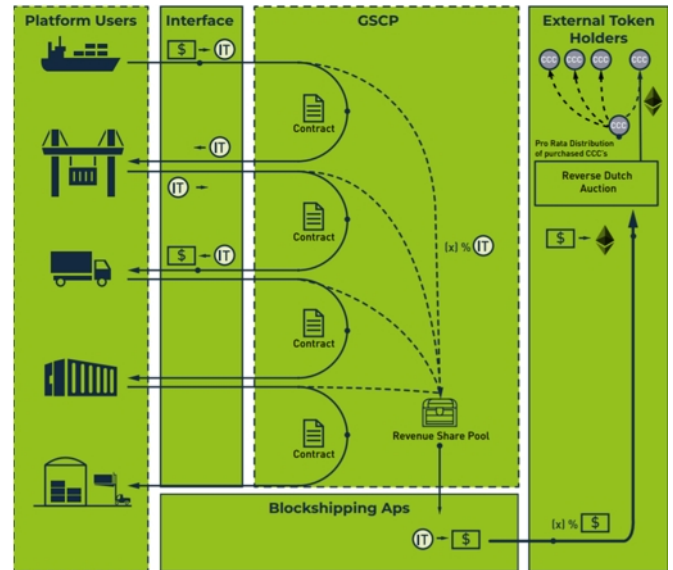 Platform Users
Interface
GSCP
External Token
Holders
$ IT
CCC CCC CCC CCC
Contract
CCC
IT
Pro Rata Distribution
of purchased CCC's
IT
Reverse Dutch
Auction
Contract
$ IT
(x) % IT
$
Contract
Contract
Revenue Share Pool
Blockshipping Aps
IT $
(x) % $